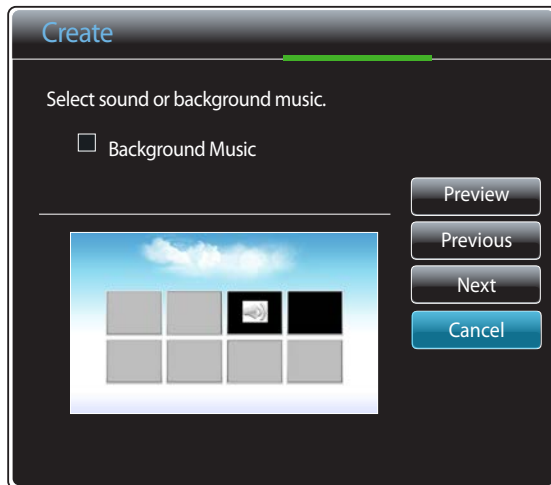 Create
Select sound or background music.
Background Music
Preview
Previous
Next
Cancel